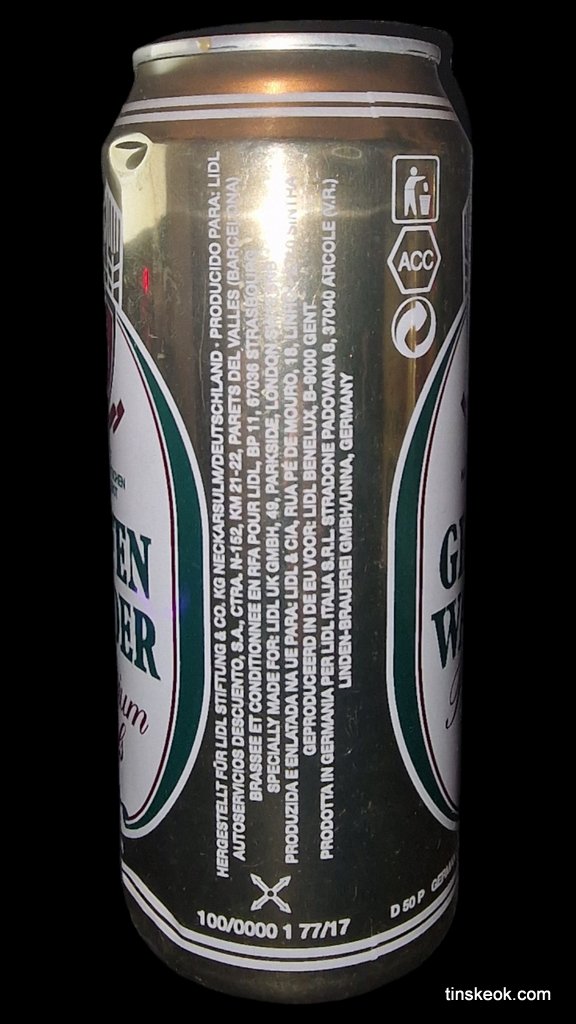 HERGESTELLT FÜR LIDL STIFTUNG & CO. KG NECKARSULM/DEUTSCHLAND · PRODUCIDO PARA: LIDL
AUTOSERVICIOS DESCUENTO, S.A., CTRA. N-152, KM 21-22, PARETS DEL VALLES (BARCELONA)
BRASSEE ET CONDITIONNEE EN RFA POUR LIDL, BP 11, 67036 STRASBOURG
SPECIALLY MADE FOR: LIDL UK GMBH, 49, PARKSIDE, LONDON
PRODUZIDA E ENLATADA NA UE PARA: LIDL & CIA, RUA PÉ DE MOURO, 18, SINTRA
GEPRODUCEERD IN DE EU VOOR: LIDL BENELUX, B-9000 GENT
PRODOTTA IN GERMANIA PER LIDL ITALIA S.R.L. STRADONE PADOVANA 8, 37040 ARCOLE (V.R.)
LINDEN-BRAUEREI GMBH/UNNA, GERMANY
ACC
100/0000 1 77/17
D 50 P
tinskeok.com